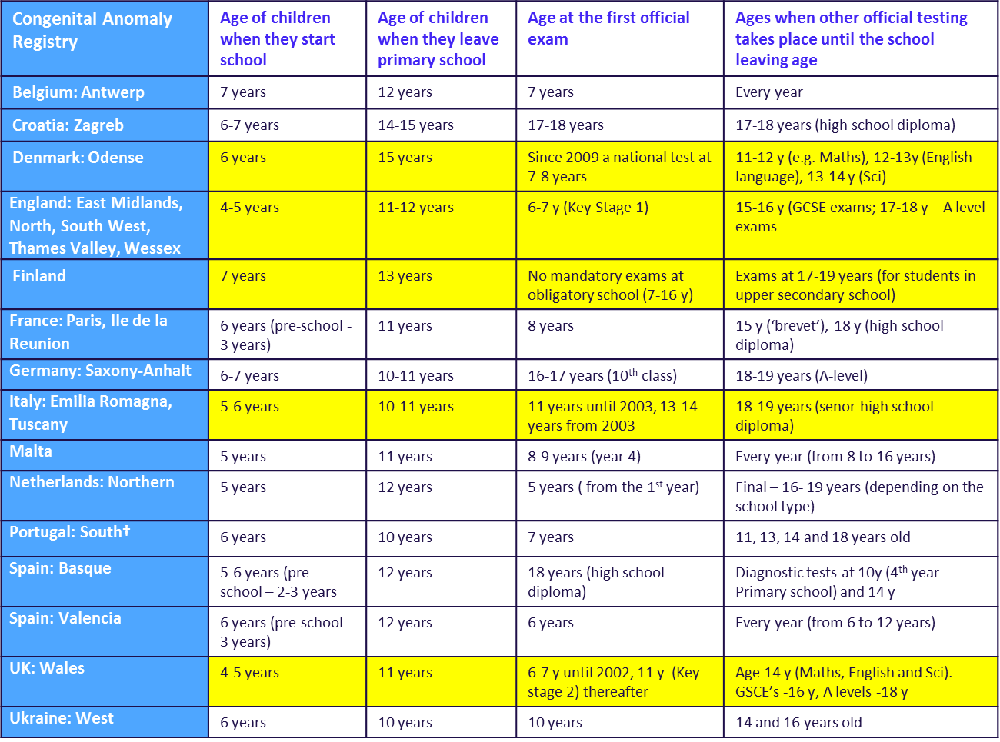 Congenital Anomaly
Registry
Age of children
when they start
school
Age of children
when they leave
primary school
Age at the first official
exam
Ages when other official testing
takes place until the school
leaving age
Belgium: Antwerp
7 years
12 years
7 years
Every year
Croatia: Zagreb
6-7 years
14-15 years
17-18 years
17-18 years (high school diploma)
Denmark: Odense
6 years
15 years
Since 2009 a national test at
7-8 years
11-12 y (e.g. Maths), 12-13y (English
language), 13-14 y (Sci)
England: East Midlands,
North, South West,
Thames Valley, Wessex
4-5 years
11-12 years
6-7 y (Key Stage 1)
15-16 y (GCSE exams; 17-18 y – A level
exams
Finland
7 years
13 years
No mandatory exams at
obligatory school (7-16 y)
Exams at 17-19 years (for students in
upper secondary school)
France: Paris, Ile de la
Reunion
6 years (pre-school -
3 years)
11 years
8 years
15 y (‘brevet’), 18 y (high school
diploma)
Germany: Saxony-Anhalt
6-7 years
10-11 years
16-17 years (10th class)
18-19 years (A-level)
Italy: Emilia Romagna,
Tuscany
5-6 years
10-11 years
11 years until 2003, 13-14
years from 2003
18-19 years (senor high school
diploma)
Malta
5 years
11 years
8-9 years (year 4)
Every year (from 8 to 16 years)
Netherlands: Northern
5 years
12 years
5 years ( from the 1st year)
Final – 16- 19 years (depending on the
school type)
Portugal: South†
6 years
10 years
7 years
11, 13, 14 and 18 years old
Spain: Basque
5-6 years (pre-
school – 2-3 years
12 years
18 years (high school
diploma)
Diagnostic tests at 10y (4th year
Primary school) and 14 y
Spain: Valencia
6 years (pre-school -
3 years)
12 years
6 years
Every year (from 6 to 12 years)
UK: Wales
4-5 years
11 years
6-7 y until 2002, 11 y (Key
stage 2) thereafter
Age 14 y (Maths, English and Sci).
GSCE’s -16 y, A levels -18 y
Ukraine: West
6 years
10 years
10 years
14 and 16 years old